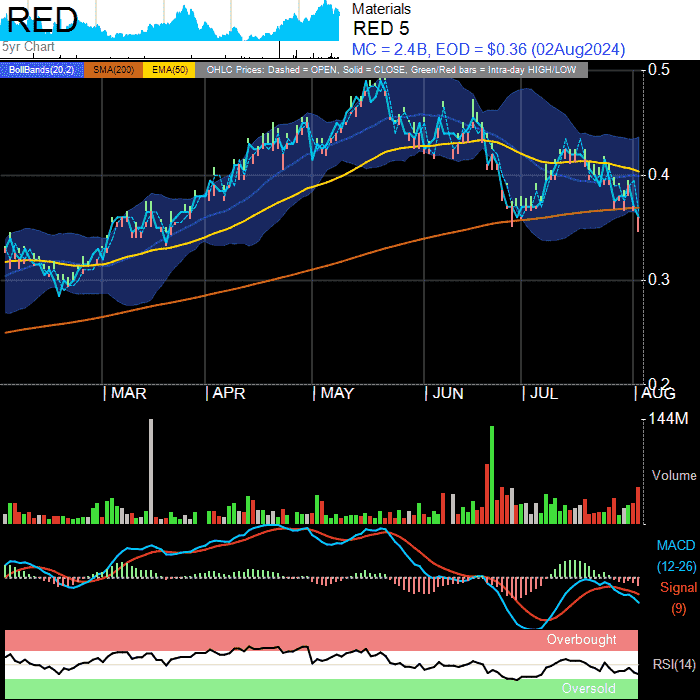 RED
5yr Chart
Materials
RED 5
MC = 2.4B, EOD = $0.36 (02Aug2024)
BollBands(20,2) SMA(200) EMA(50) OHLC Prices: Dashed = OPEN, Solid = CLOSE, Green/Red bars = Intra-day HIGH/LOW
0.5
0.4
0.3
0.2
MAR APR MAY JUN JUL AUG
144M
Volume
MACD
(12-26)
Signal
(9)
Overbought
RSI(14)
Oversold